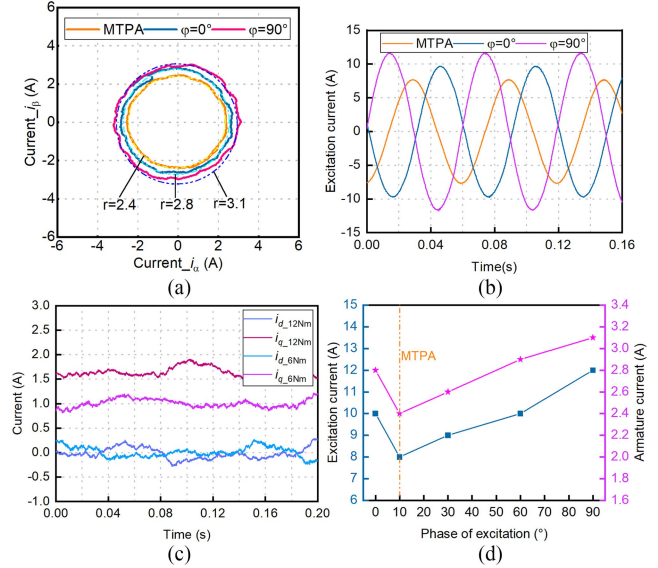 (a)
MTPA φ=0° φ=90°
Current_iβ (A)
6
4
2
0
-2
-4
-6
r=2.4 r=2.8 r=3.1
-6 -4 -2 0 2 4 6
Current_iα (A)
(a)
(b)
MTPA φ=0° φ=90°
Excitation current (A)
15
10
5
0
-5
-10
-15
0.00 0.04 0.08 0.12 0.16
Time(s)
(b)
Current (A)
3.0
2.5
2.0
1.5
1.0
0.5
0.0
-0.5
-1.0
id_12Nm
iq_12Nm
id_6Nm
iq_6Nm
0.00 0.04 0.08 0.12 0.16 0.20
Time (s)
(c)
Excitation current (A)
15
14
13
12
11
10
9
8
7
6
MTPA
3.4
3.2
3.0
2.8
2.6
2.4
2.2
2.0
1.8
1.6
Armature current (A)
0 10 20 30 40 50 60 70 80 90
Phase of excitation (°)
(d)